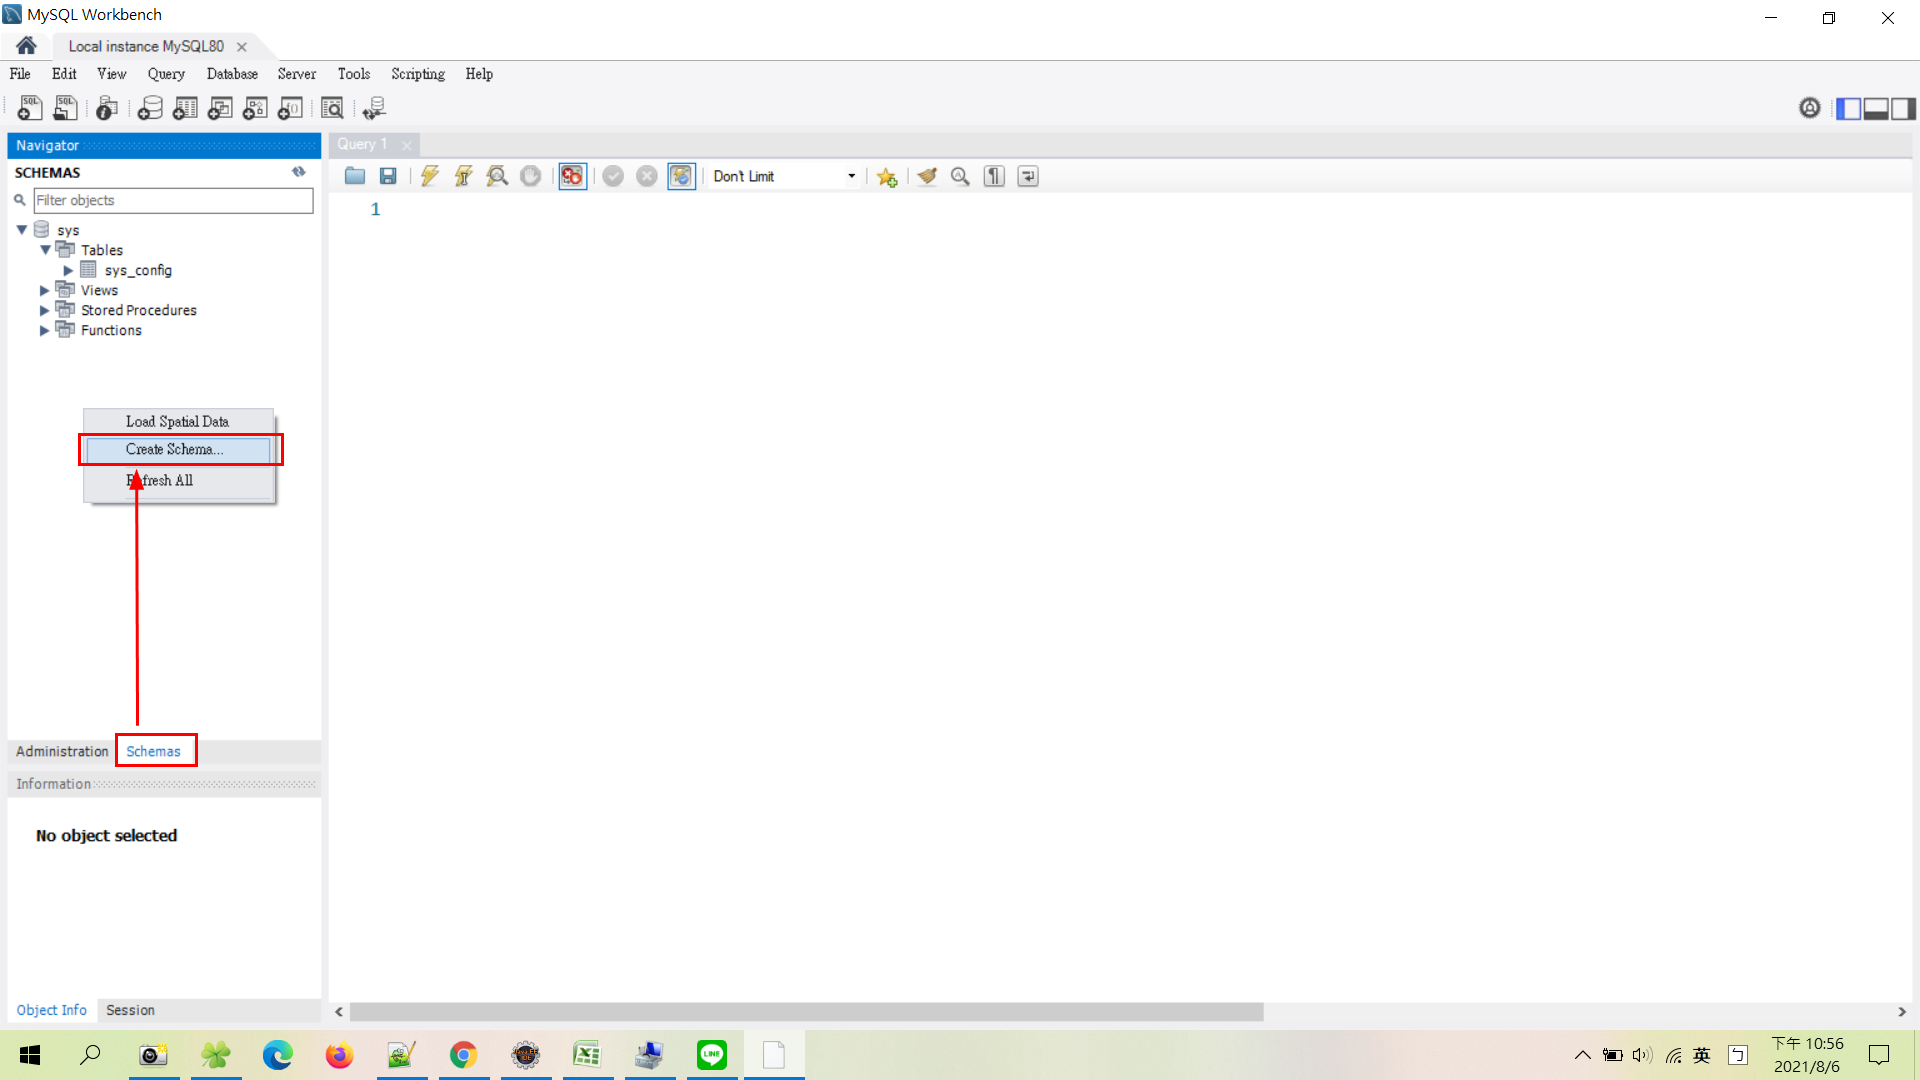 MySQL Workbench
Local instance MySQL80
File Edit View Query Database Server Tools Scripting Help
Navigator
SCHEMAS
Filter objects
sys
Tables
sys_config
Views
Stored Procedures
Functions
Load Spatial Data
Create Schema...
Refresh All
Administration Schemas
Information
No object selected
Object Info Session
Query 1
Don't Limit
1
英
ㄅ
下午 10:56
2021/8/6